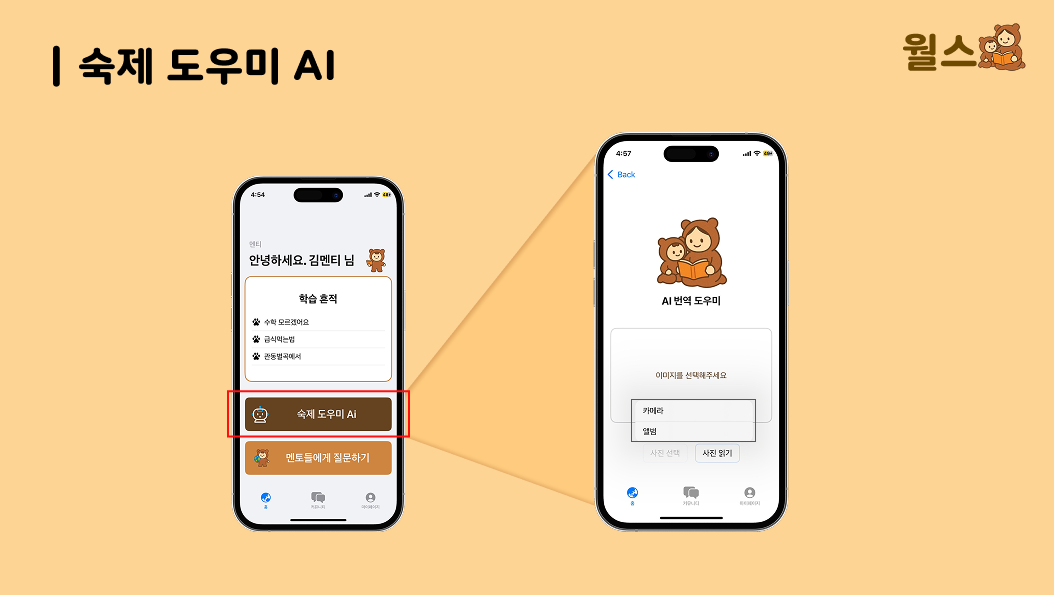 숙제 도우미 AI
월스
4:54
멘티
안녕하세요. 김멘티 님
학습 흔적
수학 모르겠어요
급식먹는법
관동별곡에서
숙제 도우미 Ai
멘토들에게 질문하기
홈
커뮤니티
마이페이지
4:57
Back
AI 번역 도우미
이미지를 선택해주세요
카메라
앨범
사진 선택
사진 읽기
홈
커뮤니티
마이페이지